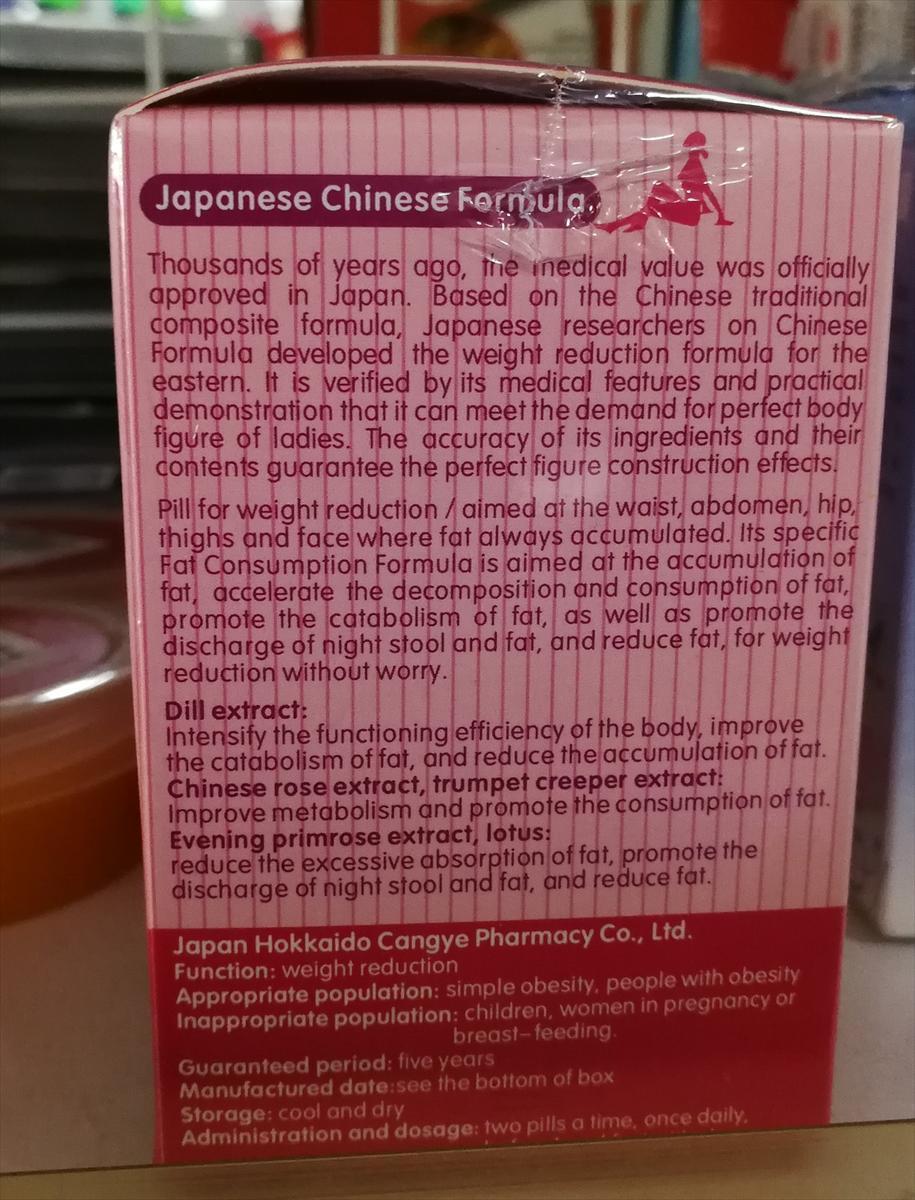 Japanese Chinese Formula
Thousands of years ago, the medical value was officially
approved in Japan. Based on the Chinese traditional
composite formula, Japanese researchers on Chinese
Formula developed the weight reduction formula for the
eastern. It is verified by its medical features and practical
demonstration that it can meet the demand for perfect body
figure of ladies. The accuracy of its ingredients and their
contents guarantee the perfect figure construction effects.
Pill for weight reduction / aimed at the waist, abdomen, hip,
thighs and face where fat always accumulated. Its specific
Fat Consumption Formula is aimed at the accumulation of
fat, accelerate the decomposition and consumption of fat,
promote the catabolism of fat, as well as promote the
discharge of night stool and fat, and reduce fat, for weight
reduction without worry.
Dill extract:
Intensify the functioning efficiency of the body, improve
the catabolism of fat, and reduce the accumulation of fat.
Chinese rose extract, trumpet creeper extract:
Improve metabolism and promote the consumption of fat.
Evening primrose extract, lotus:
reduce the excessive absorption of fat, promote the
discharge of night stool and fat, and reduce fat.
Japan Hokkaido Cangye Pharmacy Co., Ltd.
Function: weight reduction
Appropriate population: simple obesity, people with obesity
Inappropriate population: children, women in pregnancy or
breast-feeding.
Guaranteed period: five years
Manufactured date:see the bottom of box
Storage: cool and dry
Administration and dosage: two pills a time, once daily,